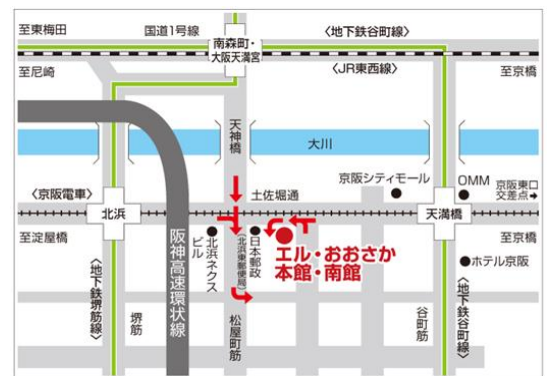 至東梅田
国道1号線
〈地下鉄谷町線〉
南森町・
大阪天満宮
至尼崎
〈JR東西線〉
至京橋
天神橋
大川
京阪シティモール
OMM
京阪東口
交差点➡
〈京阪電車〉
土佐堀通
北浜
天満橋
至淀屋橋
至京橋
阪神高速環状線
北浜ネクス
ビル
(北浜東郵便局)
日本郵政
エル・おおさか
本館・南館
ホテル京阪
〈地下鉄堺筋線〉
堺筋
松屋町筋
谷町筋
〈地下鉄谷町線〉